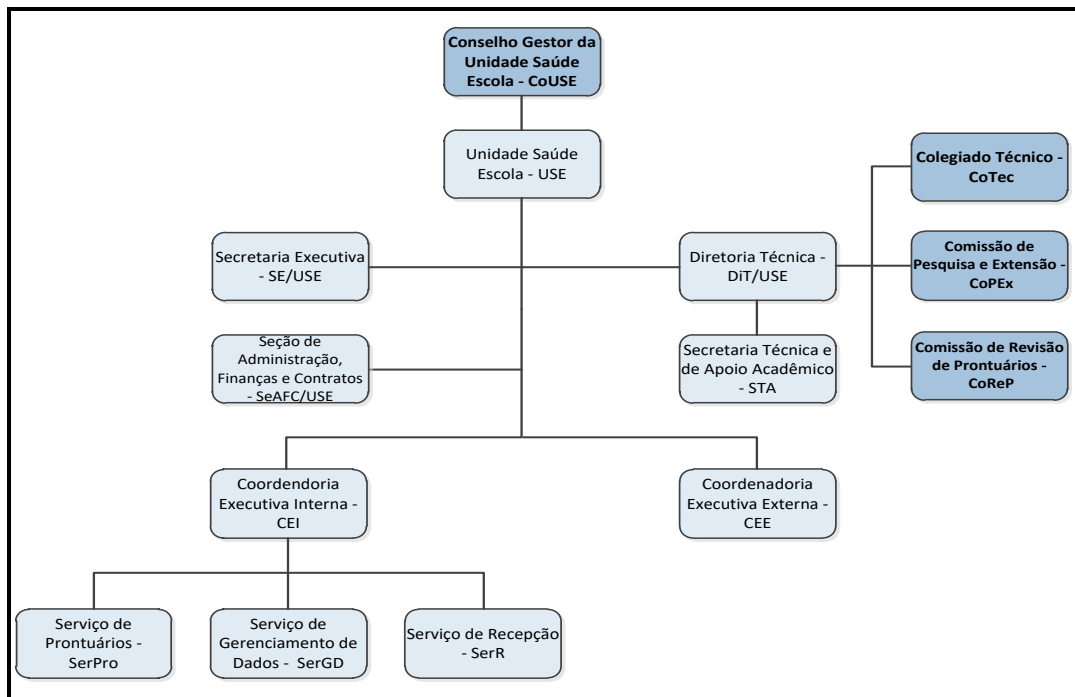 Conselho Gestor da
Unidade Saúde
Escola - CoUSE
Unidade Saúde
Escola - USE
Colegiado Técnico -
CoTec
Secretaria Executiva
- SE/USE
Diretoria Técnica -
DiT/USE
Comissão de
Pesquisa e Extensão -
CoPEx
Seção de
Administração,
Finanças e Contratos
- SeAFC/USE
Secretaria Técnica e
de Apoio Acadêmico
- STA
Comissão de Revisão
de Prontuários -
CoReP
Coordendoria
Executiva Interna -
CEI
Coordenadoria
Executiva Externa -
CEE
Serviço de
Prontuários -
SerPro
Serviço de
Gerenciamento de
Dados - SerGD
Serviço de Recepção
- SerR